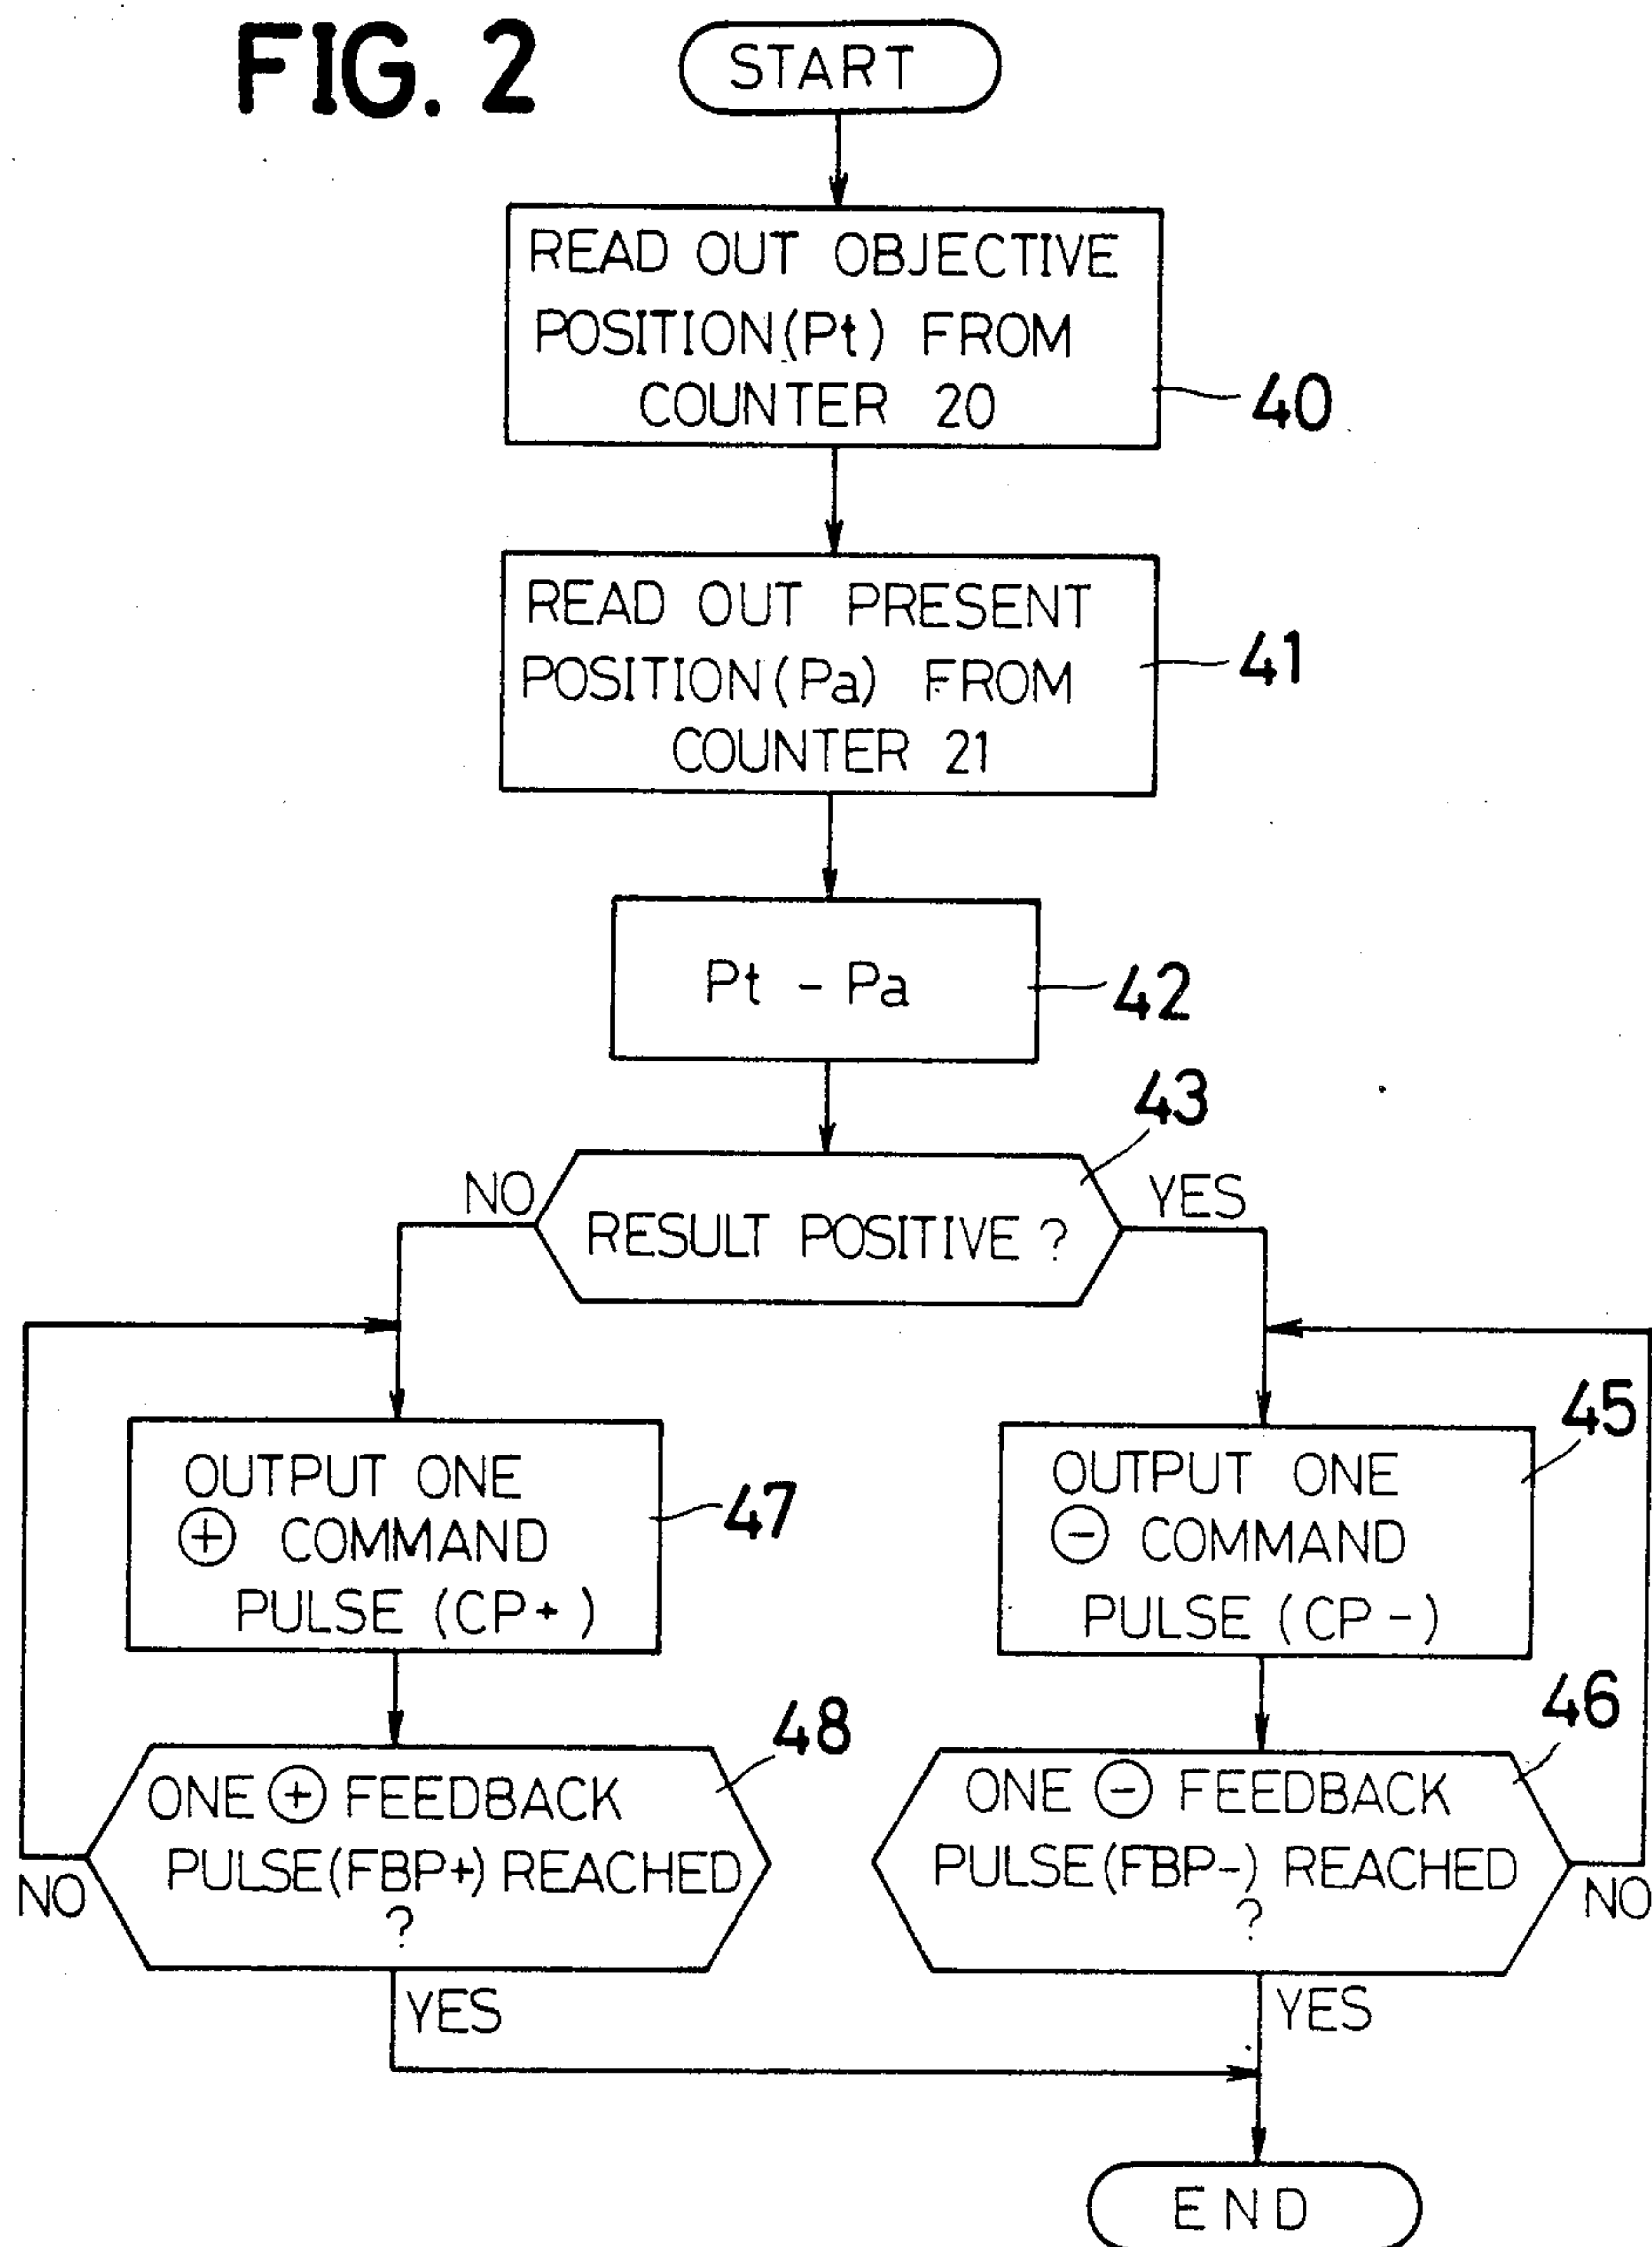 FIG. 2
START
READ OUT OBJECTIVE
POSITION(Pt) FROM
COUNTER 20
40
READ OUT PRESENT
POSITION(Pa) FROM
COUNTER 21
41
Pt - Pa
42
43
NO
RESULT POSITIVE ?
YES
OUTPUT ONE
⊕ COMMAND
PULSE (CP+)
47
OUTPUT ONE
⊖ COMMAND
PULSE (CP-)
45
ONE ⊕ FEEDBACK
PULSE(FBP+) REACHED
?
48
NO
YES
ONE ⊖ FEEDBACK
PULSE(FBP-) REACHED
?
46
NO
YES
END